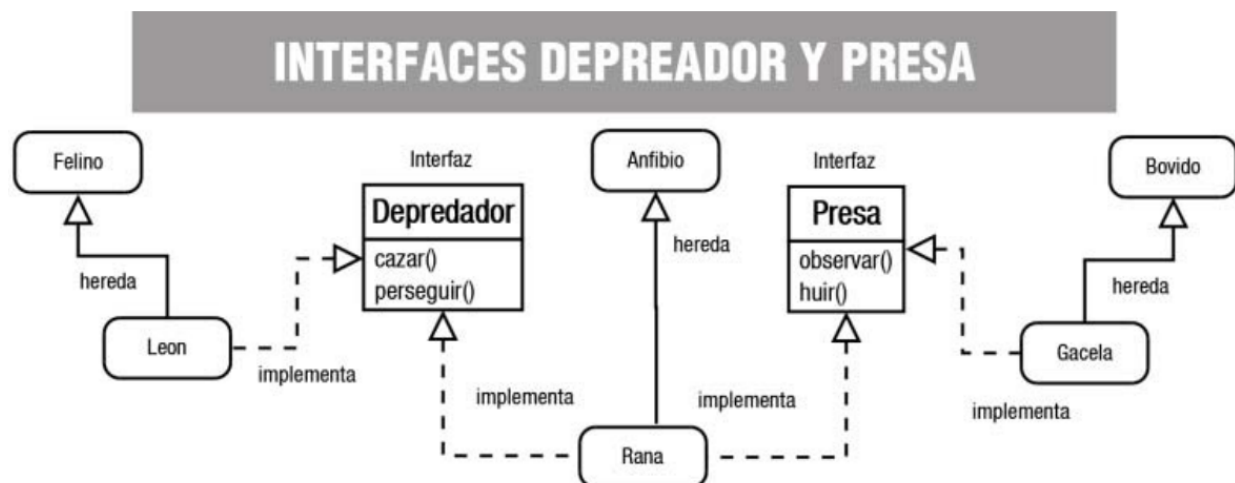 INTERFACES DEPREADOR Y PRESA
Felino
Interfaz
Anfibio
Interfaz
Bovido
Depredador
cazar()
perseguir()
Presa
observar()
huir()
hereda
hereda
hereda
Leon
implementa
Gacela
implementa
implementa
implementa
Rana
implementa